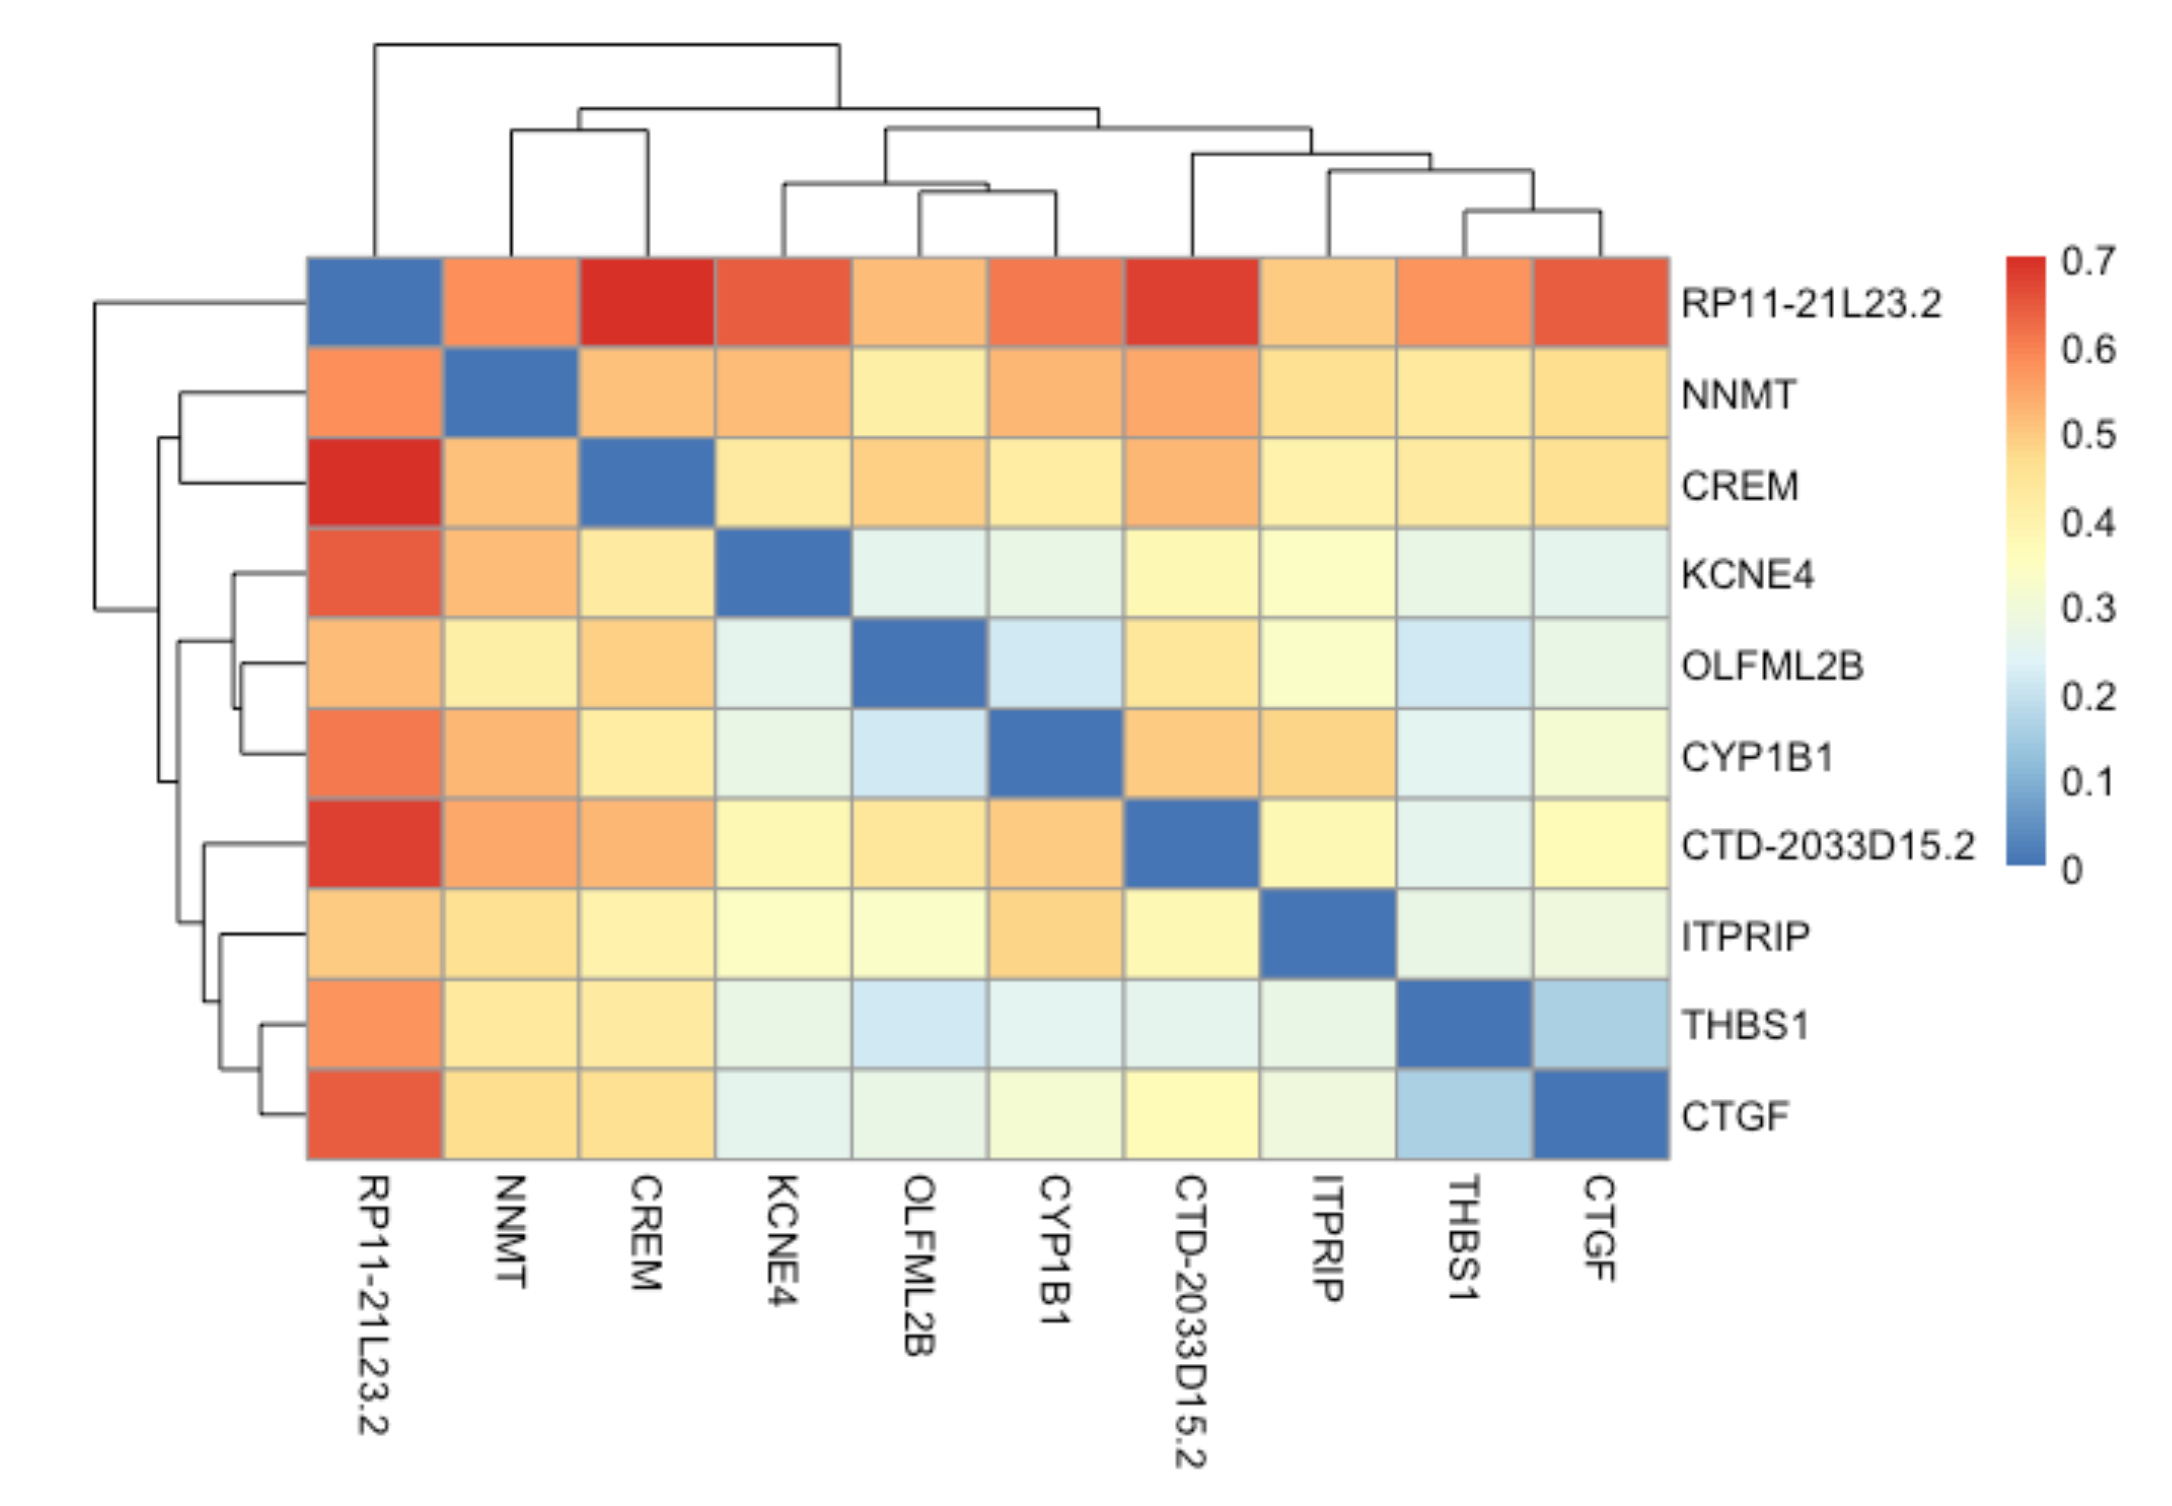 0.7
RP11-21L23.2
0.6
NNMT
0.5
CREM
0.4
KCNE4
0.3
OLFML2B
0.2
CYP1B1
0.1
CTD-2033D15.2
0
ITPRIP
THBS1
CTGF
RP11-21L23.2
NNMT
CREM
KCNE4
OLFML2B
CYP1B1
CTD-2033D15.2
ITPRIP
THBS1
CTGF